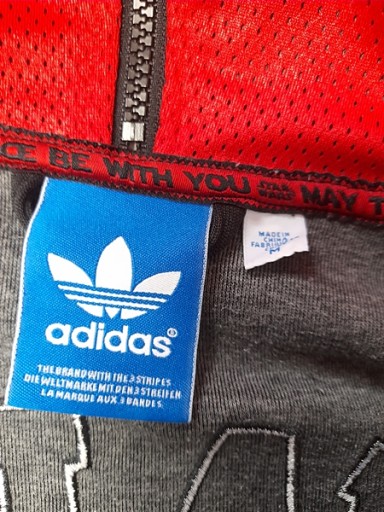 CE BE WITH YOU STAR WARS MAY T
adidas®
THE BRAND WITH THE 3 STRIPES
DIE WELTMARKE MIT DEN 3 STREIFEN
LA MARQUE AUX 3 BANDES.
MADE IN
CHINA